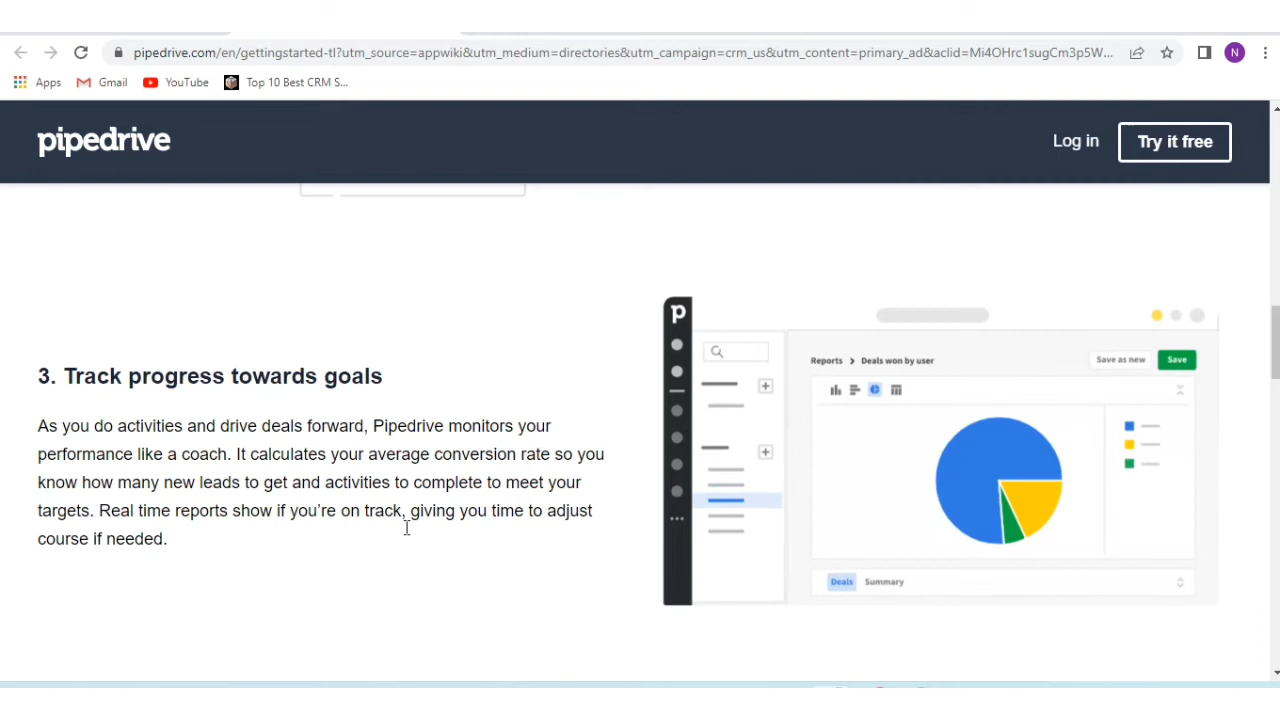 pipedrive.com/en/gettingstarted-tl?utm_source=appwiki&utm_medium=directories&utm_campaign=crm_us&utm_content=primary_ad&aclid=Mi4OHrc1sugCm3p5W...
N
Apps Gmail YouTube Top 10 Best CRM S...
pipedrive
Log in
Try it free
3. Track progress towards goals
As you do activities and drive deals forward, Pipedrive monitors your
performance like a coach. It calculates your average conversion rate so you
know how many new leads to get and activities to complete to meet your
targets. Real time reports show if you’re on track, giving you time to adjust
course if needed.
p
Reports > Deals won by user
Save as new
Save
Deals Summary